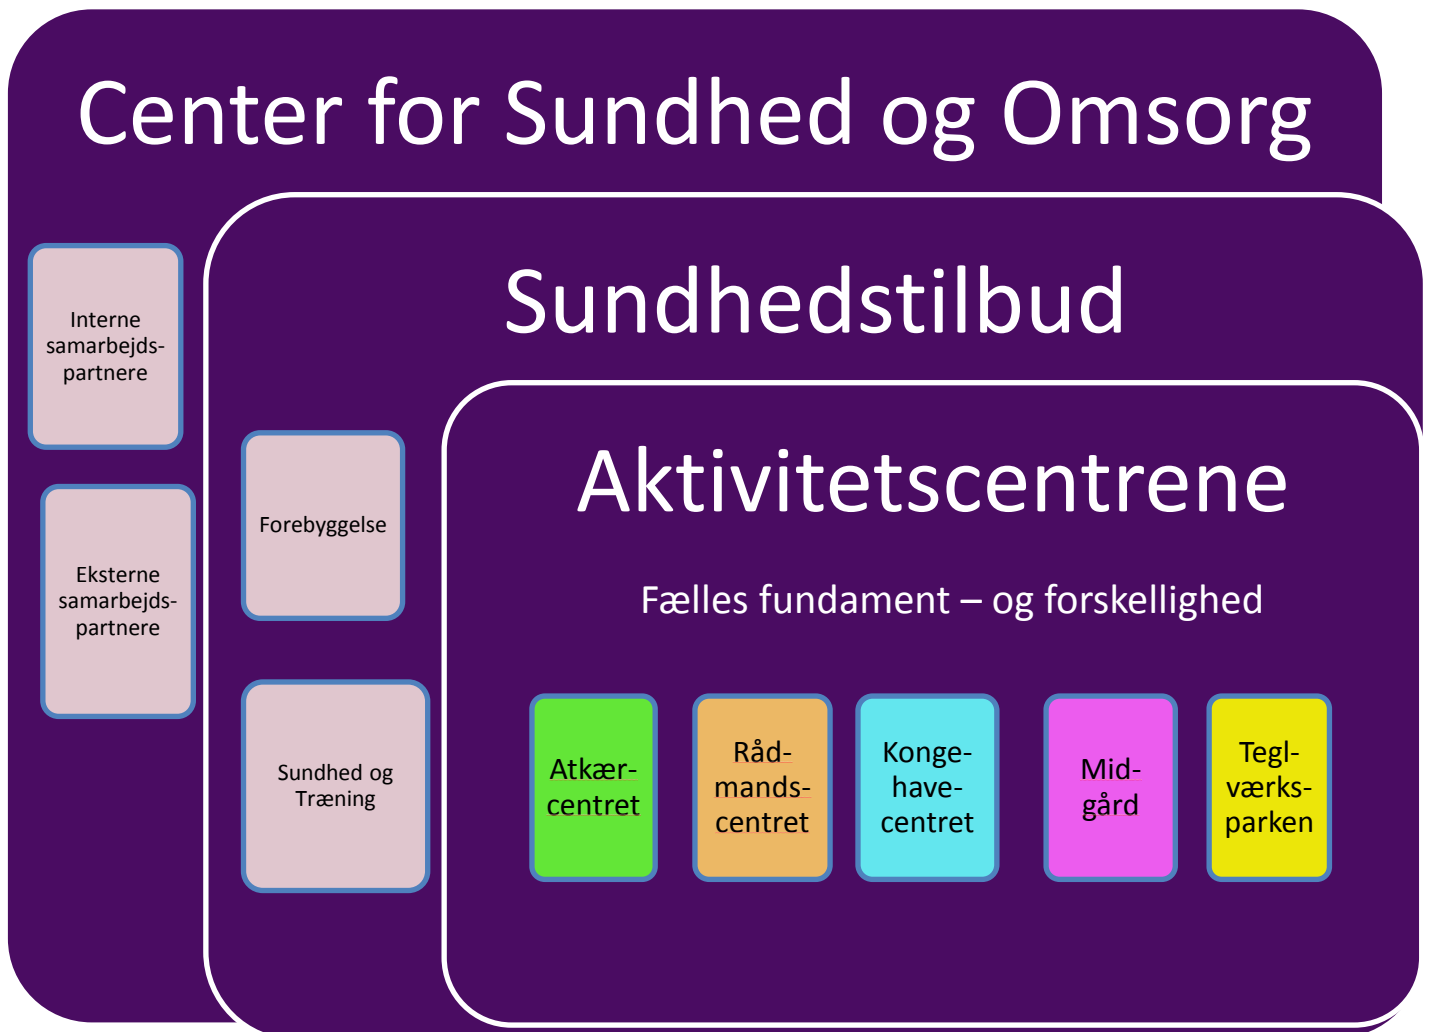 Center for Sundhed og Omsorg
Interne
samarbejds-
partnere
Eksterne
samarbejds-
partnere
Sundhedstilbud
Forebyggelse
Sundhed og
Træning
Aktivitetscentrene
Fælles fundament – og forskellighed
Atkær-
centret
Råd-
mands-
centret
Konge-
have-
centret
Mid-
gård
Tegl-
værks-
parken